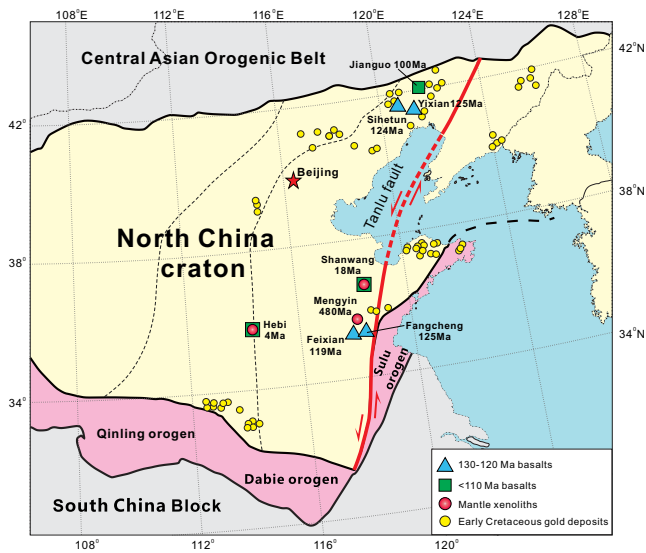 108° 112° 116° 120° 124° 128°E
Central Asian Orogenic Belt
42°N
Jianguo 100Ma
Yixian125Ma
Sihetun
124Ma
42°
Beijing
Tanlu fault
38°N
North China
craton
38°
Shanwang
18Ma
Mengyin
480Ma
Hebi
4Ma
Feixian
119Ma
Fangcheng
125Ma
34°N
Sulu
orogen
34°
Qinling orogen
Dabie orogen
South China Block
130-120 Ma basalts
<110 Ma basalts
Mantle xenoliths
Early Cretaceous gold deposits
108° 112° 116° 120° 124°